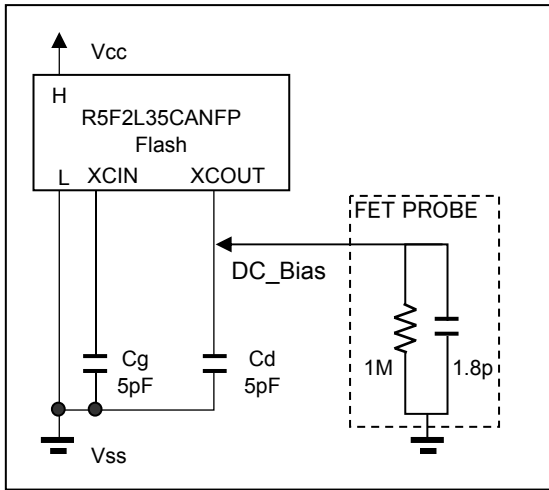 Vcc
H
R5F2L35CANFP
Flash
L XCIN XCOUT
FET PROBE
DC_Bias
Cg
5pF
Cd
5pF
1M
1.8p
Vss